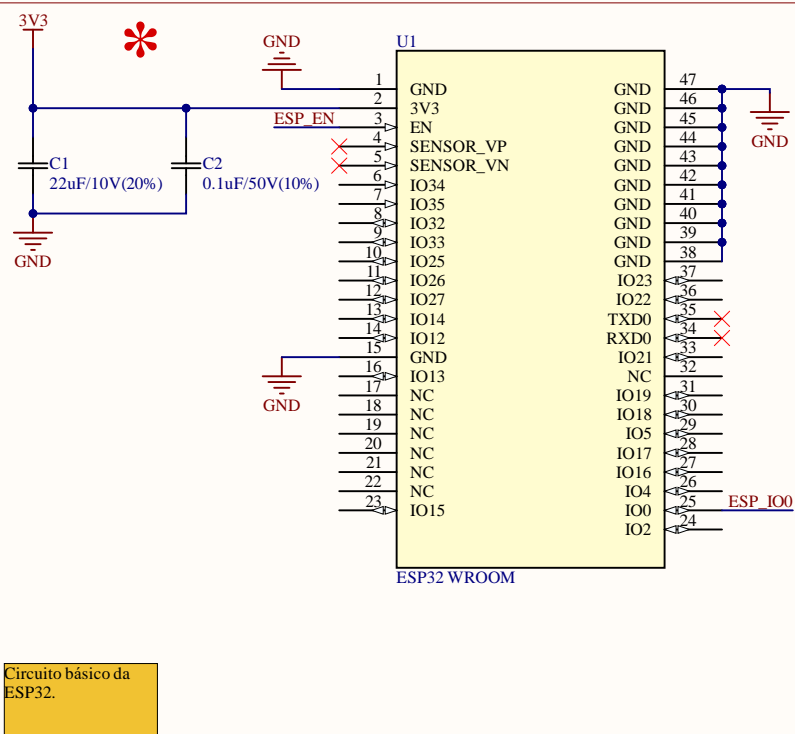 3V3
GND
U1
1 GND GND 47
2 3V3 GND 46
ESP_EN 3 EN GND 45
4 SENSOR_VP GND 44
5 SENSOR_VN GND 43
6 IO34 GND 42
7 IO35 GND 41
8 IO32 GND 40
9 IO33 GND 39
10 IO25 GND 38
11 IO26 IO23 37
12 IO27 IO22 36
13 IO14 TXD0 35
14 IO12 RXD0 34
15 GND IO21 33
16 IO13 NC 32
17 NC IO19 31
18 NC IO18 30
19 NC IO5 29
20 NC IO17 28
21 NC IO16 27
22 NC IO4 26
23 IO15 IO0 25 ESP_IO0
IO2 24
ESP32 WROOM
C1
22uF/10V(20%)
C2
0.1uF/50V(10%)
GND
GND
GND
Circuito básico da
ESP32.